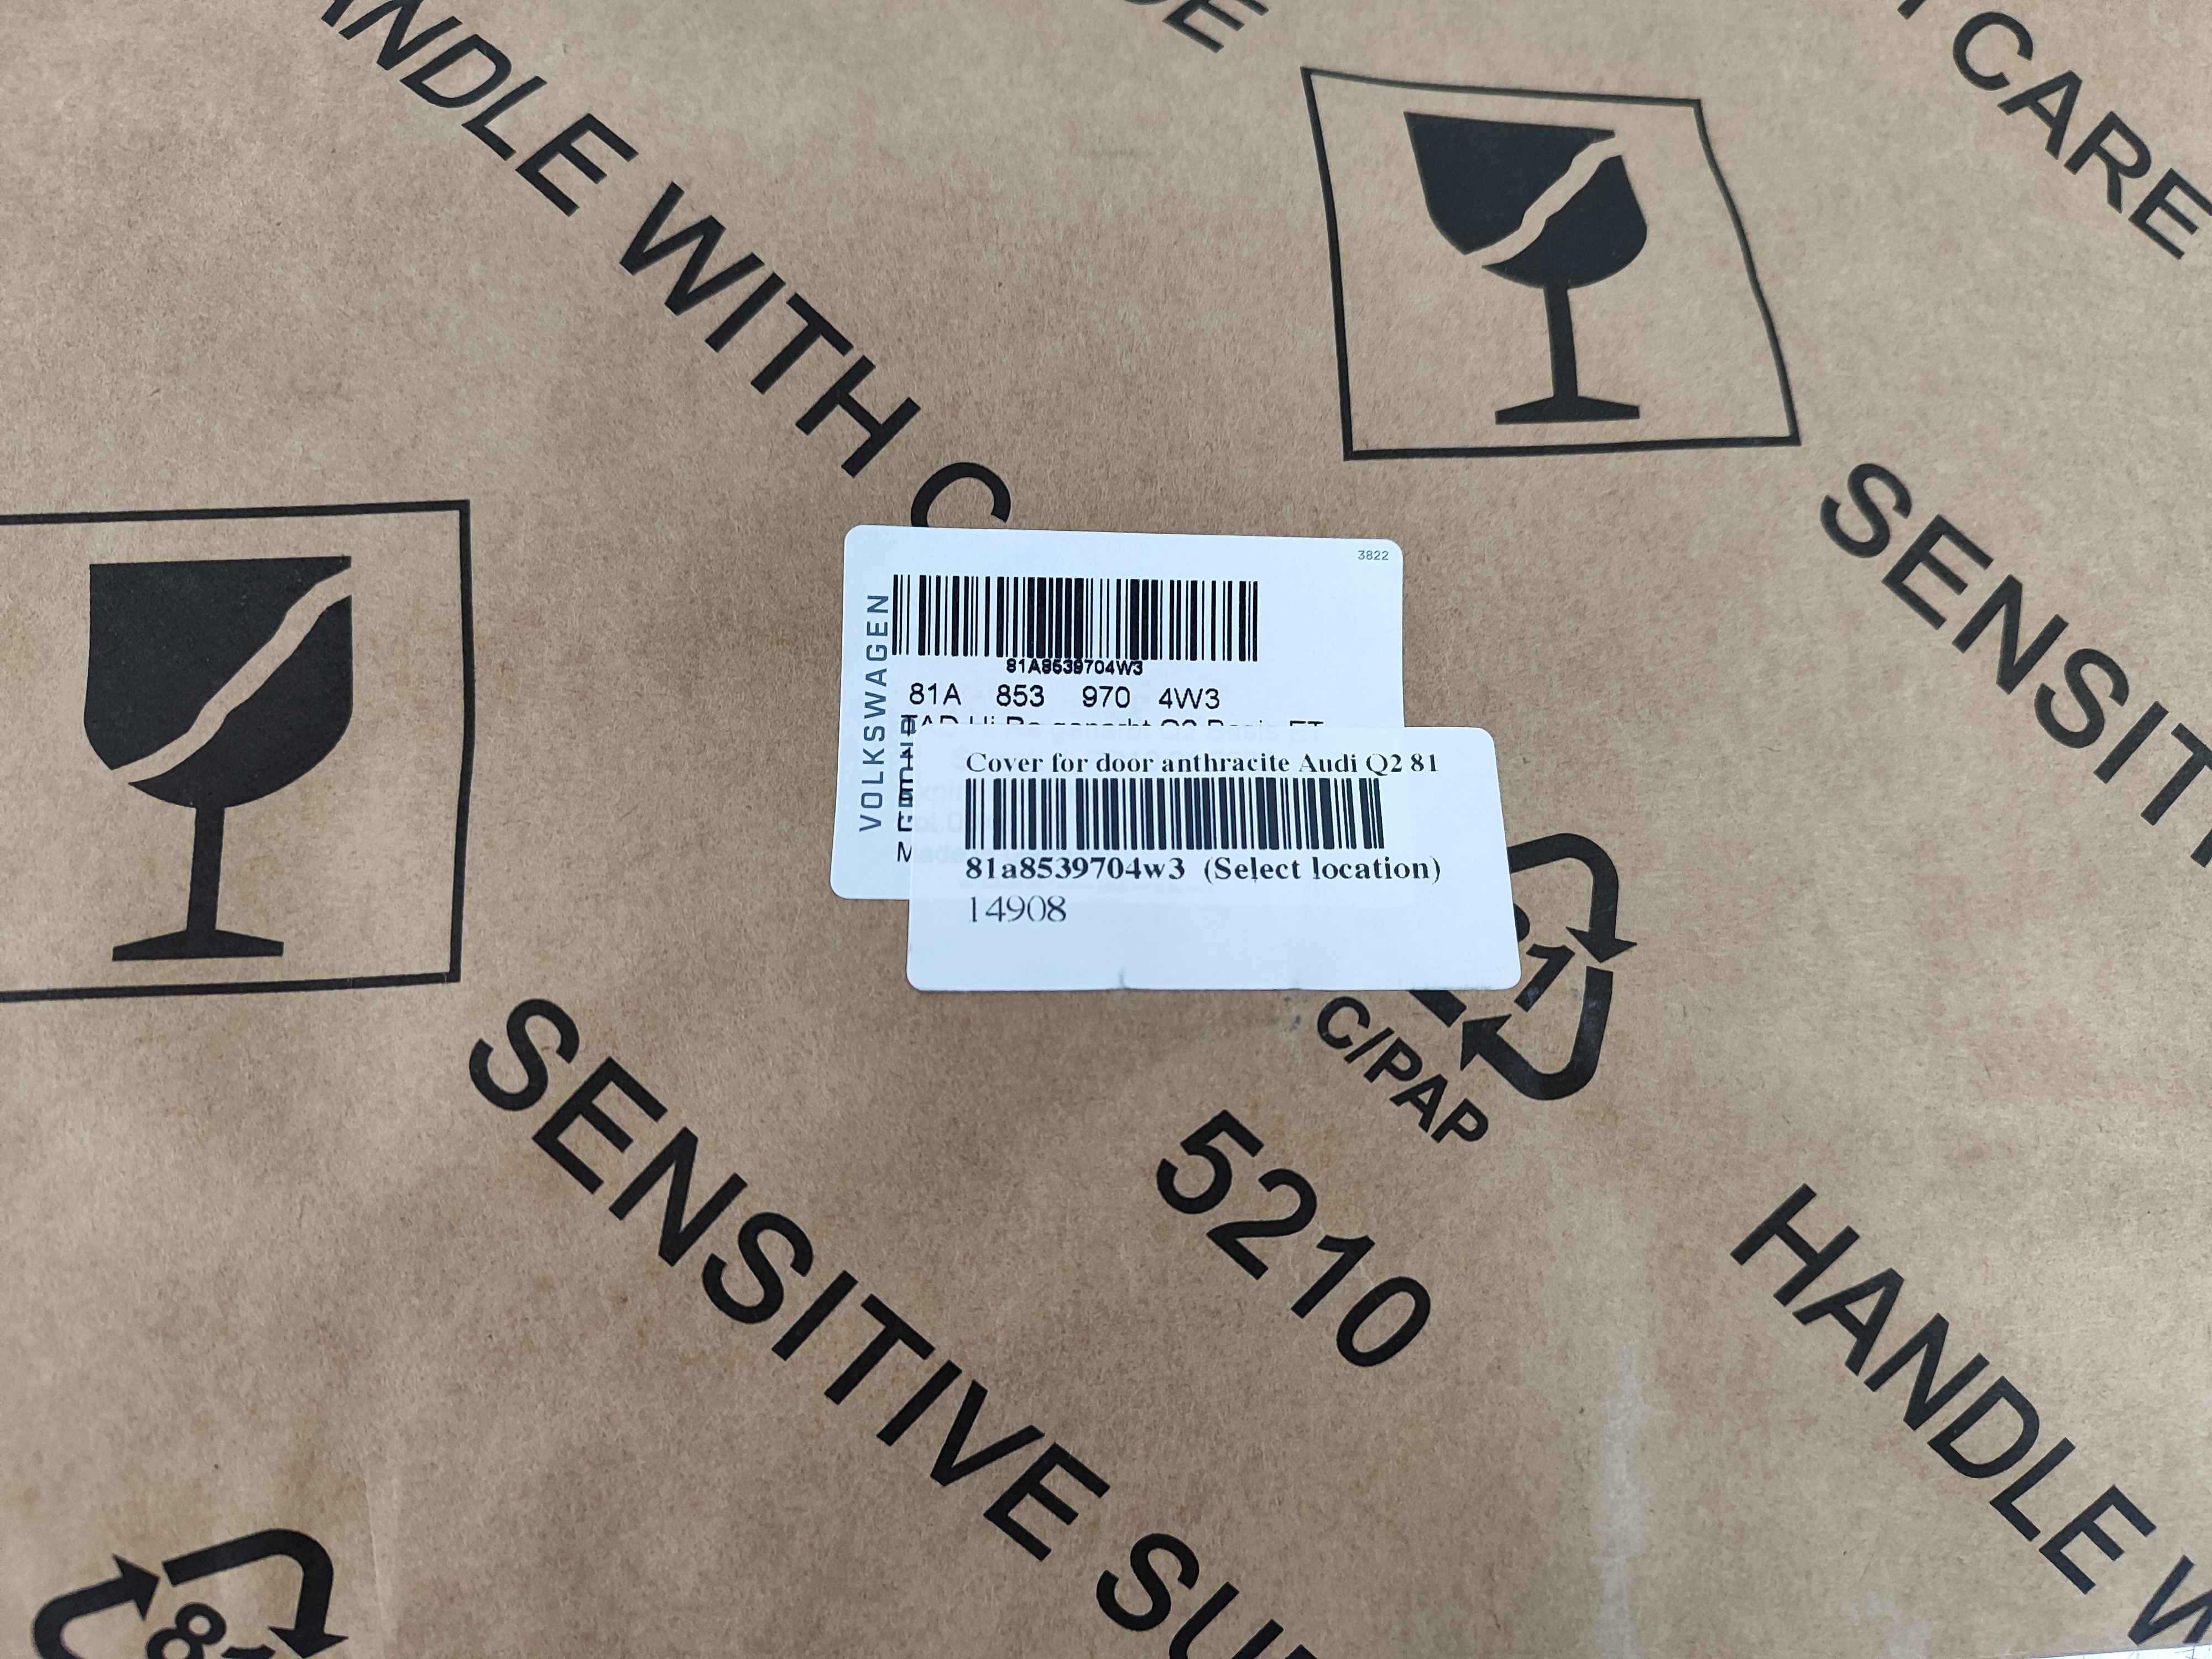 HANDLE WITH C
CARE
SENSITI
VOLKSWAGEN
3822
81A8539704W3
81A 853 970 4W3
Cover for door anthracite Audi Q2 81
81a8539704w3 (Select location)
14908
C/PAP
5210
SENSITIVE SU
HANDLE W